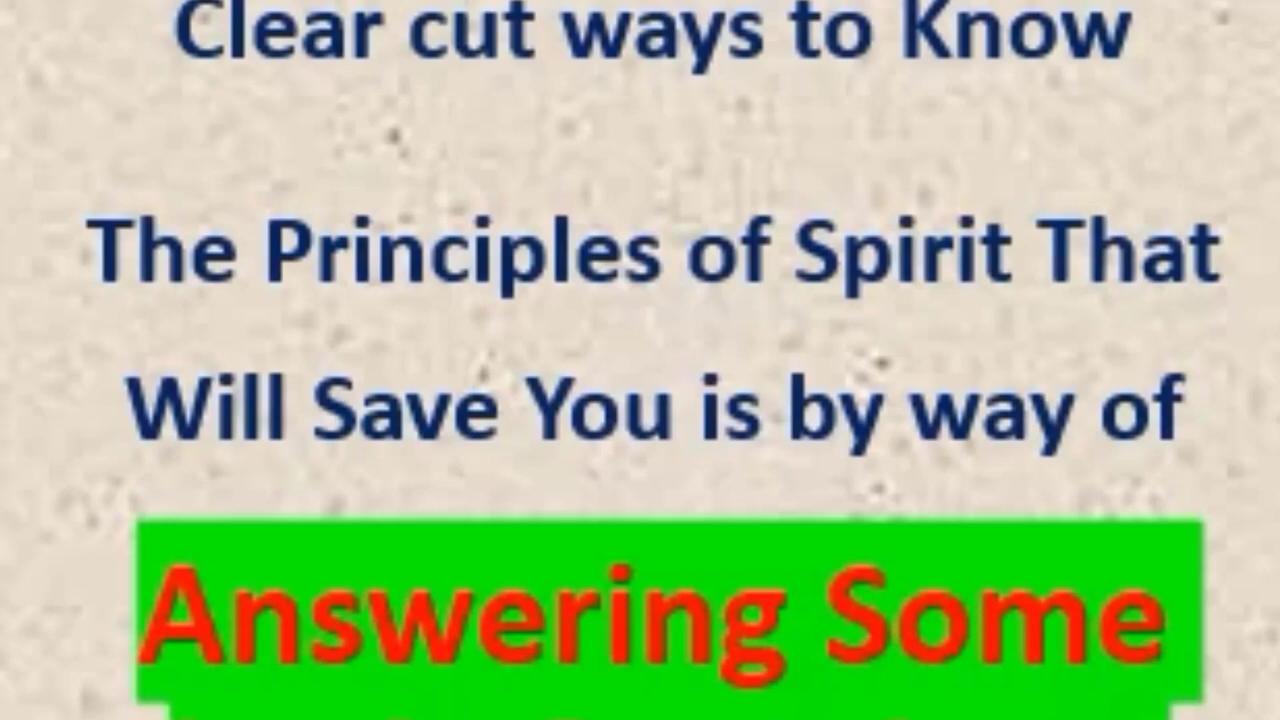 Clear cut ways to Know
The Principles of Spirit That
Will Save You is by way of
Answering Some